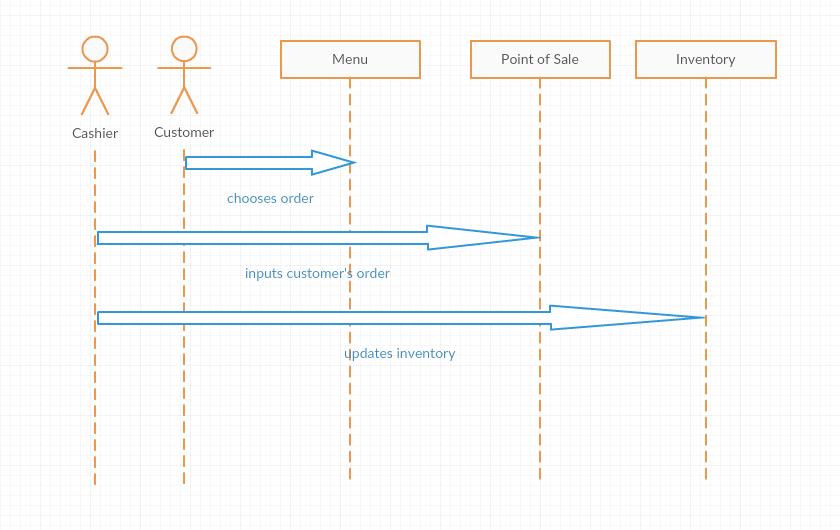 Menu
Point of Sale
Inventory
Cashier
Customer
chooses order
inputs customer's order
updates inventory